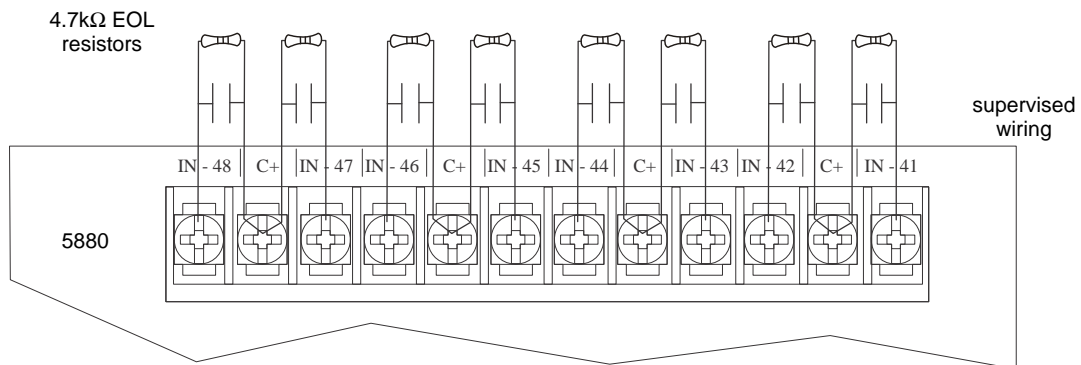 4.7kΩ EOL
resistors
supervised
wiring
IN - 48 | C+ | IN - 47 | IN - 46 | C+ | IN - 45 | IN - 44 | C+ | IN - 43 | IN - 42 | C+ | IN - 41
5880